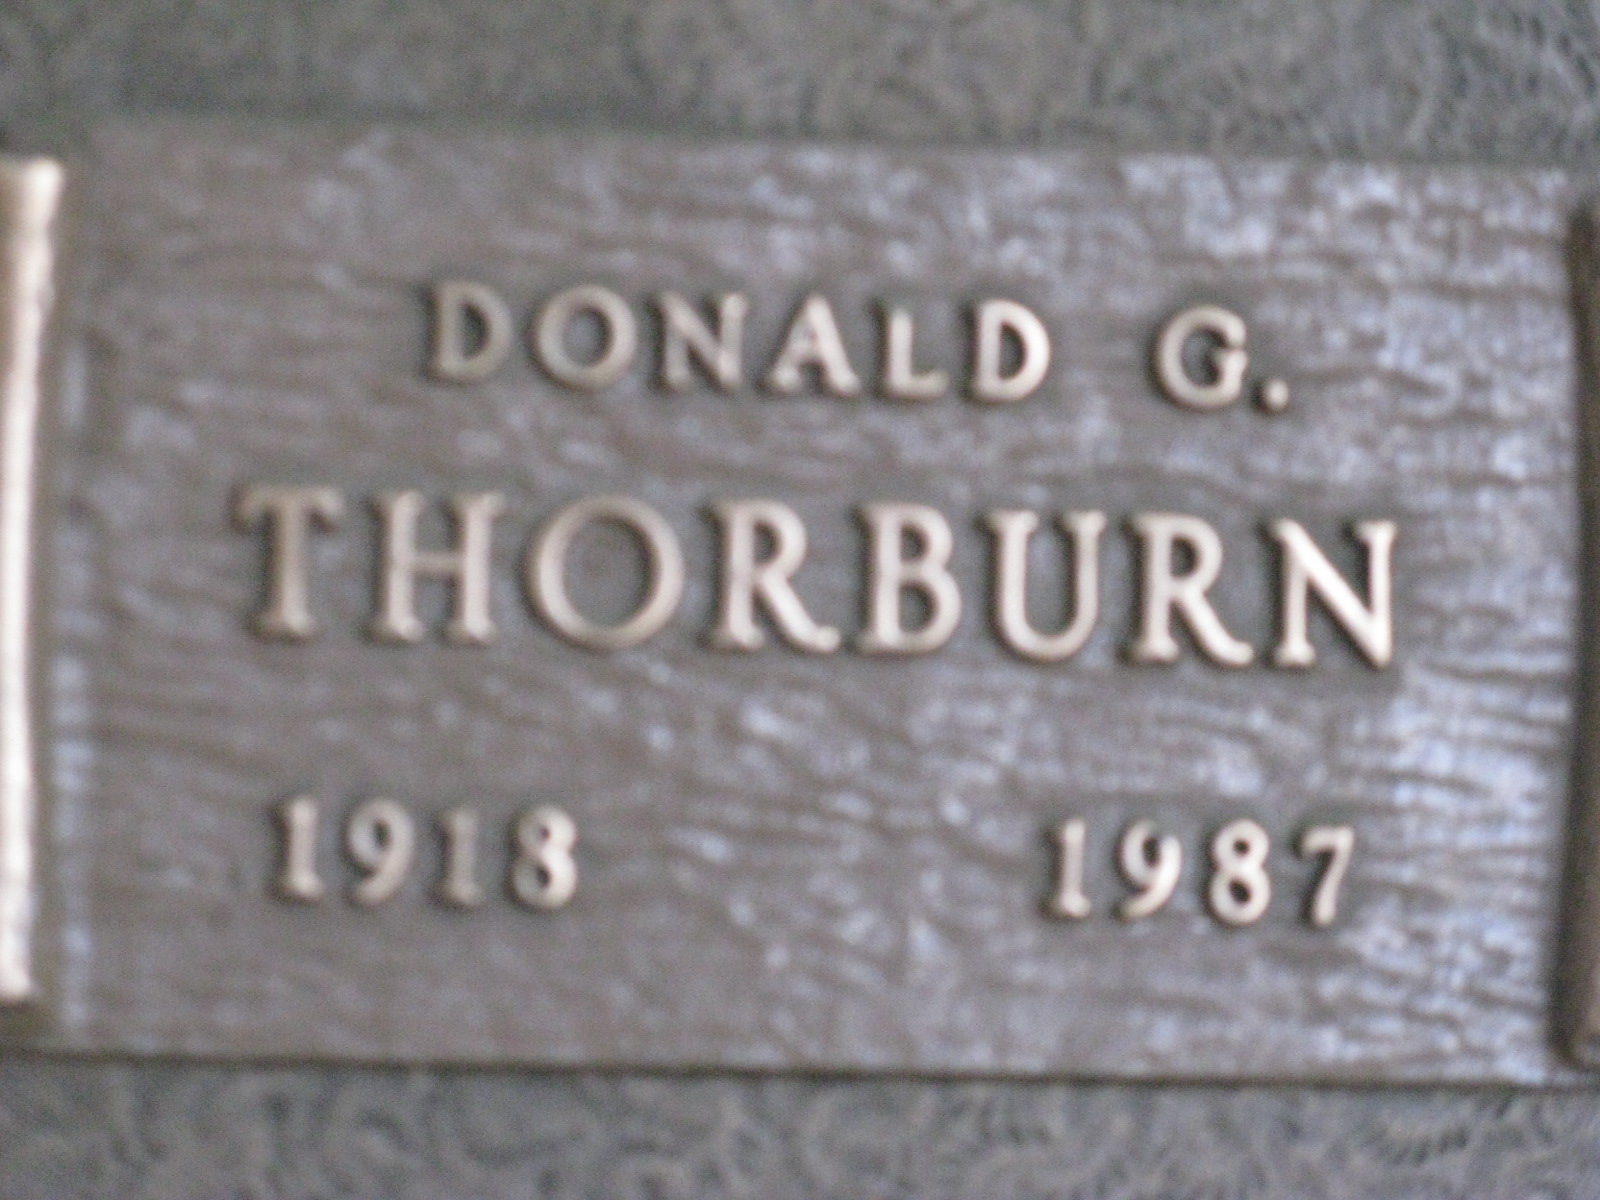 DONALD G.
THORBURN
1918 1987